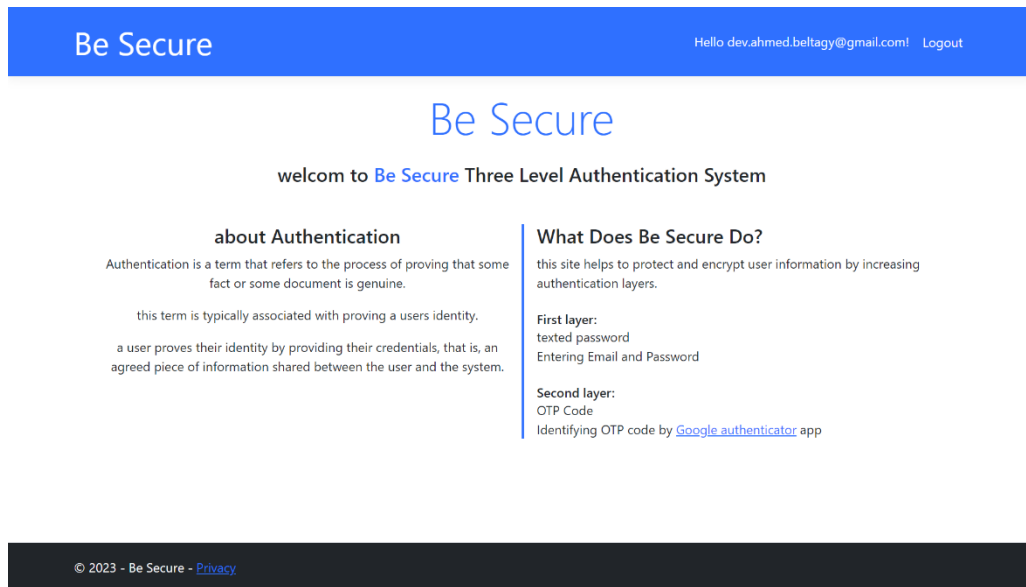 Be Secure
Hello dev.ahmed.beltagy@gmail.com! Logout
Be Secure
welcom to Be Secure Three Level Authentication System
about Authentication
Authentication is a term that refers to the process of proving that some
fact or some document is genuine.
this term is typically associated with proving a users identity.
a user proves their identity by providing their credentials, that is, an
agreed piece of information shared between the user and the system.
What Does Be Secure Do?
this site helps to protect and encrypt user information by increasing
authentication layers.
First layer:
texted password
Entering Email and Password
Second layer:
OTP Code
Identifying OTP code by Google authenticator app
© 2023 - Be Secure - Privacy